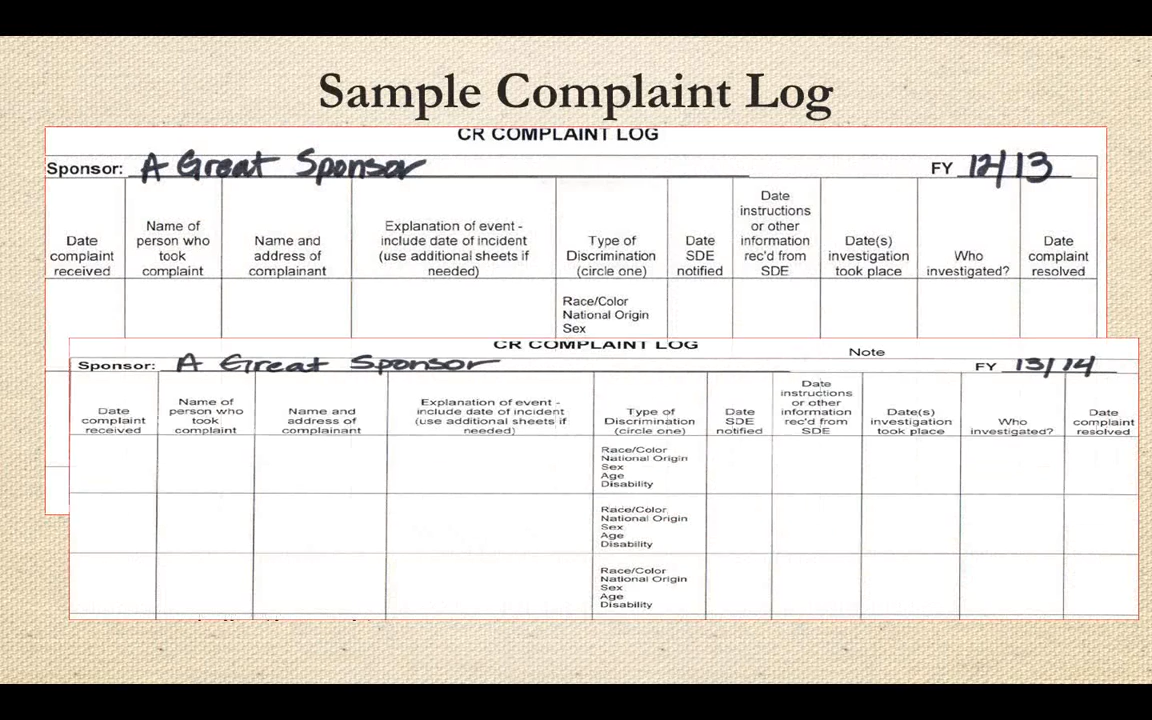 Sample Complaint Log
CR COMPLAINT LOG
Sponsor: A Great Sponsor FY 12/13
Date complaint received
Name of person who took complaint
Name and address of complainant
Explanation of event - include date of incident (use additional sheets if needed)
Type of Discrimination (circle one)
Date SDE notified
Date instructions or other information rec'd from SDE
Date(s) investigation took place
Who investigated?
Date complaint resolved
Race/Color
National Origin
Sex
CR COMPLAINT LOG
Note
Sponsor: A Great Sponsor FY 13/14
Date complaint received
Name of person who took complaint
Name and address of complainant
Explanation of event - include date of incident (use additional sheets if needed)
Type of Discrimination (circle one)
Date SDE notified
Date instructions or other information rec'd from SDE
Date(s) investigation took place
Who investigated?
Date complaint resolved
Race/Color
National Origin
Sex
Age
Disability
Race/Color
National Origin
Sex
Age
Disability
Race/Color
National Origin
Sex
Age
Disability